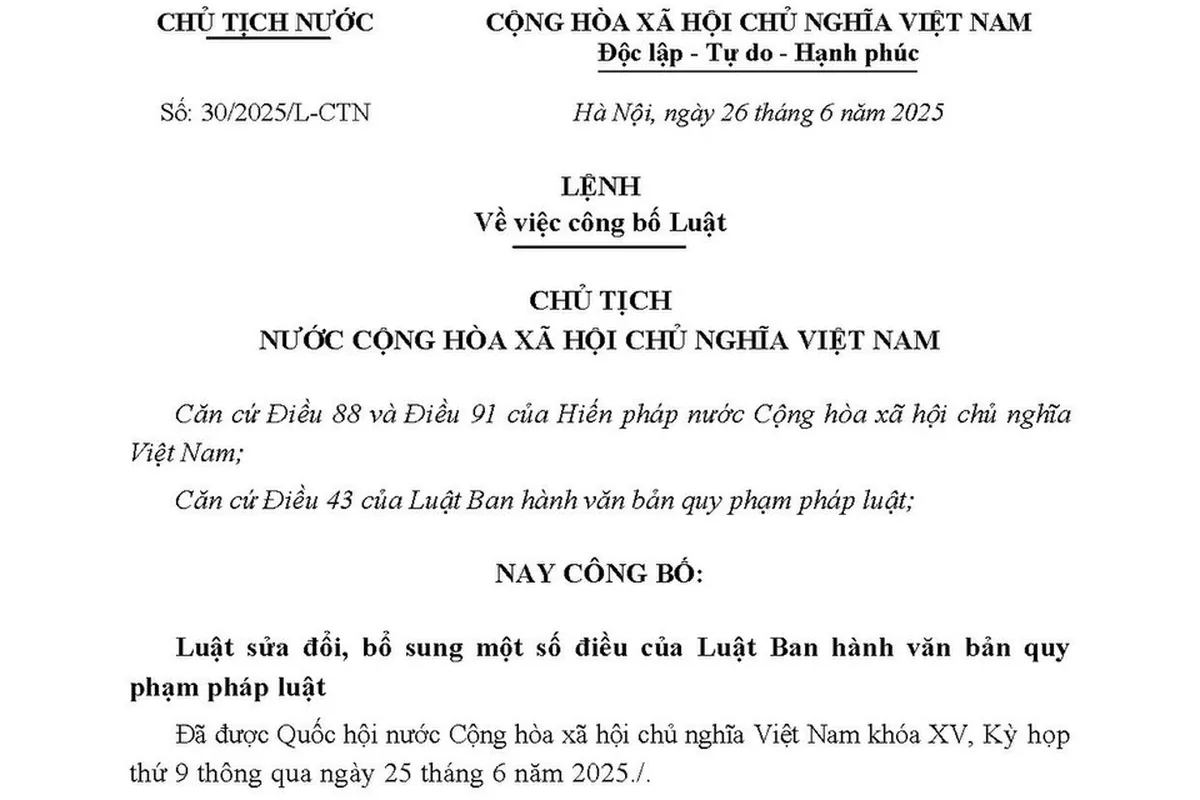 CHỦ TỊCH NƯỚC
CỘNG HÒA XÃ HỘI CHỦ NGHĨA VIỆT NAM
Độc lập - Tự do - Hạnh phúc
Số: 30/2025/L-CTN
Hà Nội, ngày 26 tháng 6 năm 2025
LỆNH
Về việc công bố Luật
CHỦ TỊCH
NƯỚC CỘNG HÒA XÃ HỘI CHỦ NGHĨA VIỆT NAM
Căn cứ Điều 88 và Điều 91 của Hiến pháp nước Cộng hòa xã hội chủ nghĩa
Việt Nam;
Căn cứ Điều 43 của Luật Ban hành văn bản quy phạm pháp luật;
NAY CÔNG BỐ:
Luật sửa đổi, bổ sung một số điều của Luật Ban hành văn bản quy
phạm pháp luật
Đã được Quốc hội nước Cộng hòa xã hội chủ nghĩa Việt Nam khóa XV, Kỳ họp
thứ 9 thông qua ngày 25 tháng 6 năm 2025./.